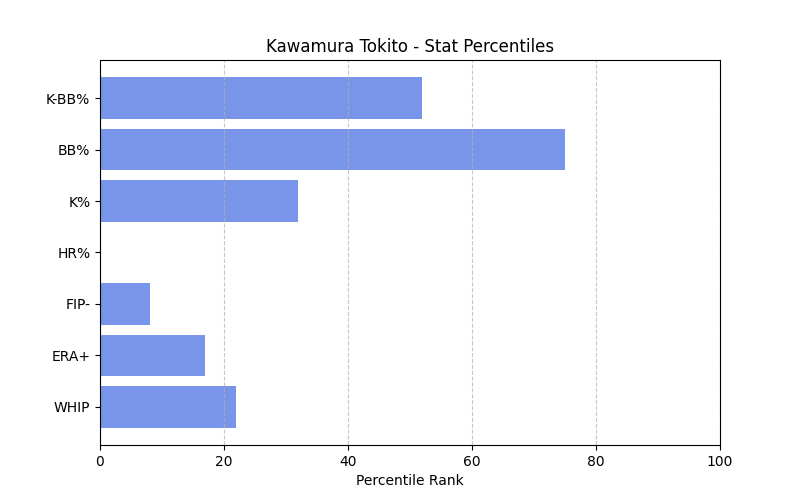 Kawamura Tokito - Stat Percentiles
K-BB%
BB%
K%
HR%
FIP-
ERA+
WHIP
0 20 40 60 80 100
Percentile Rank